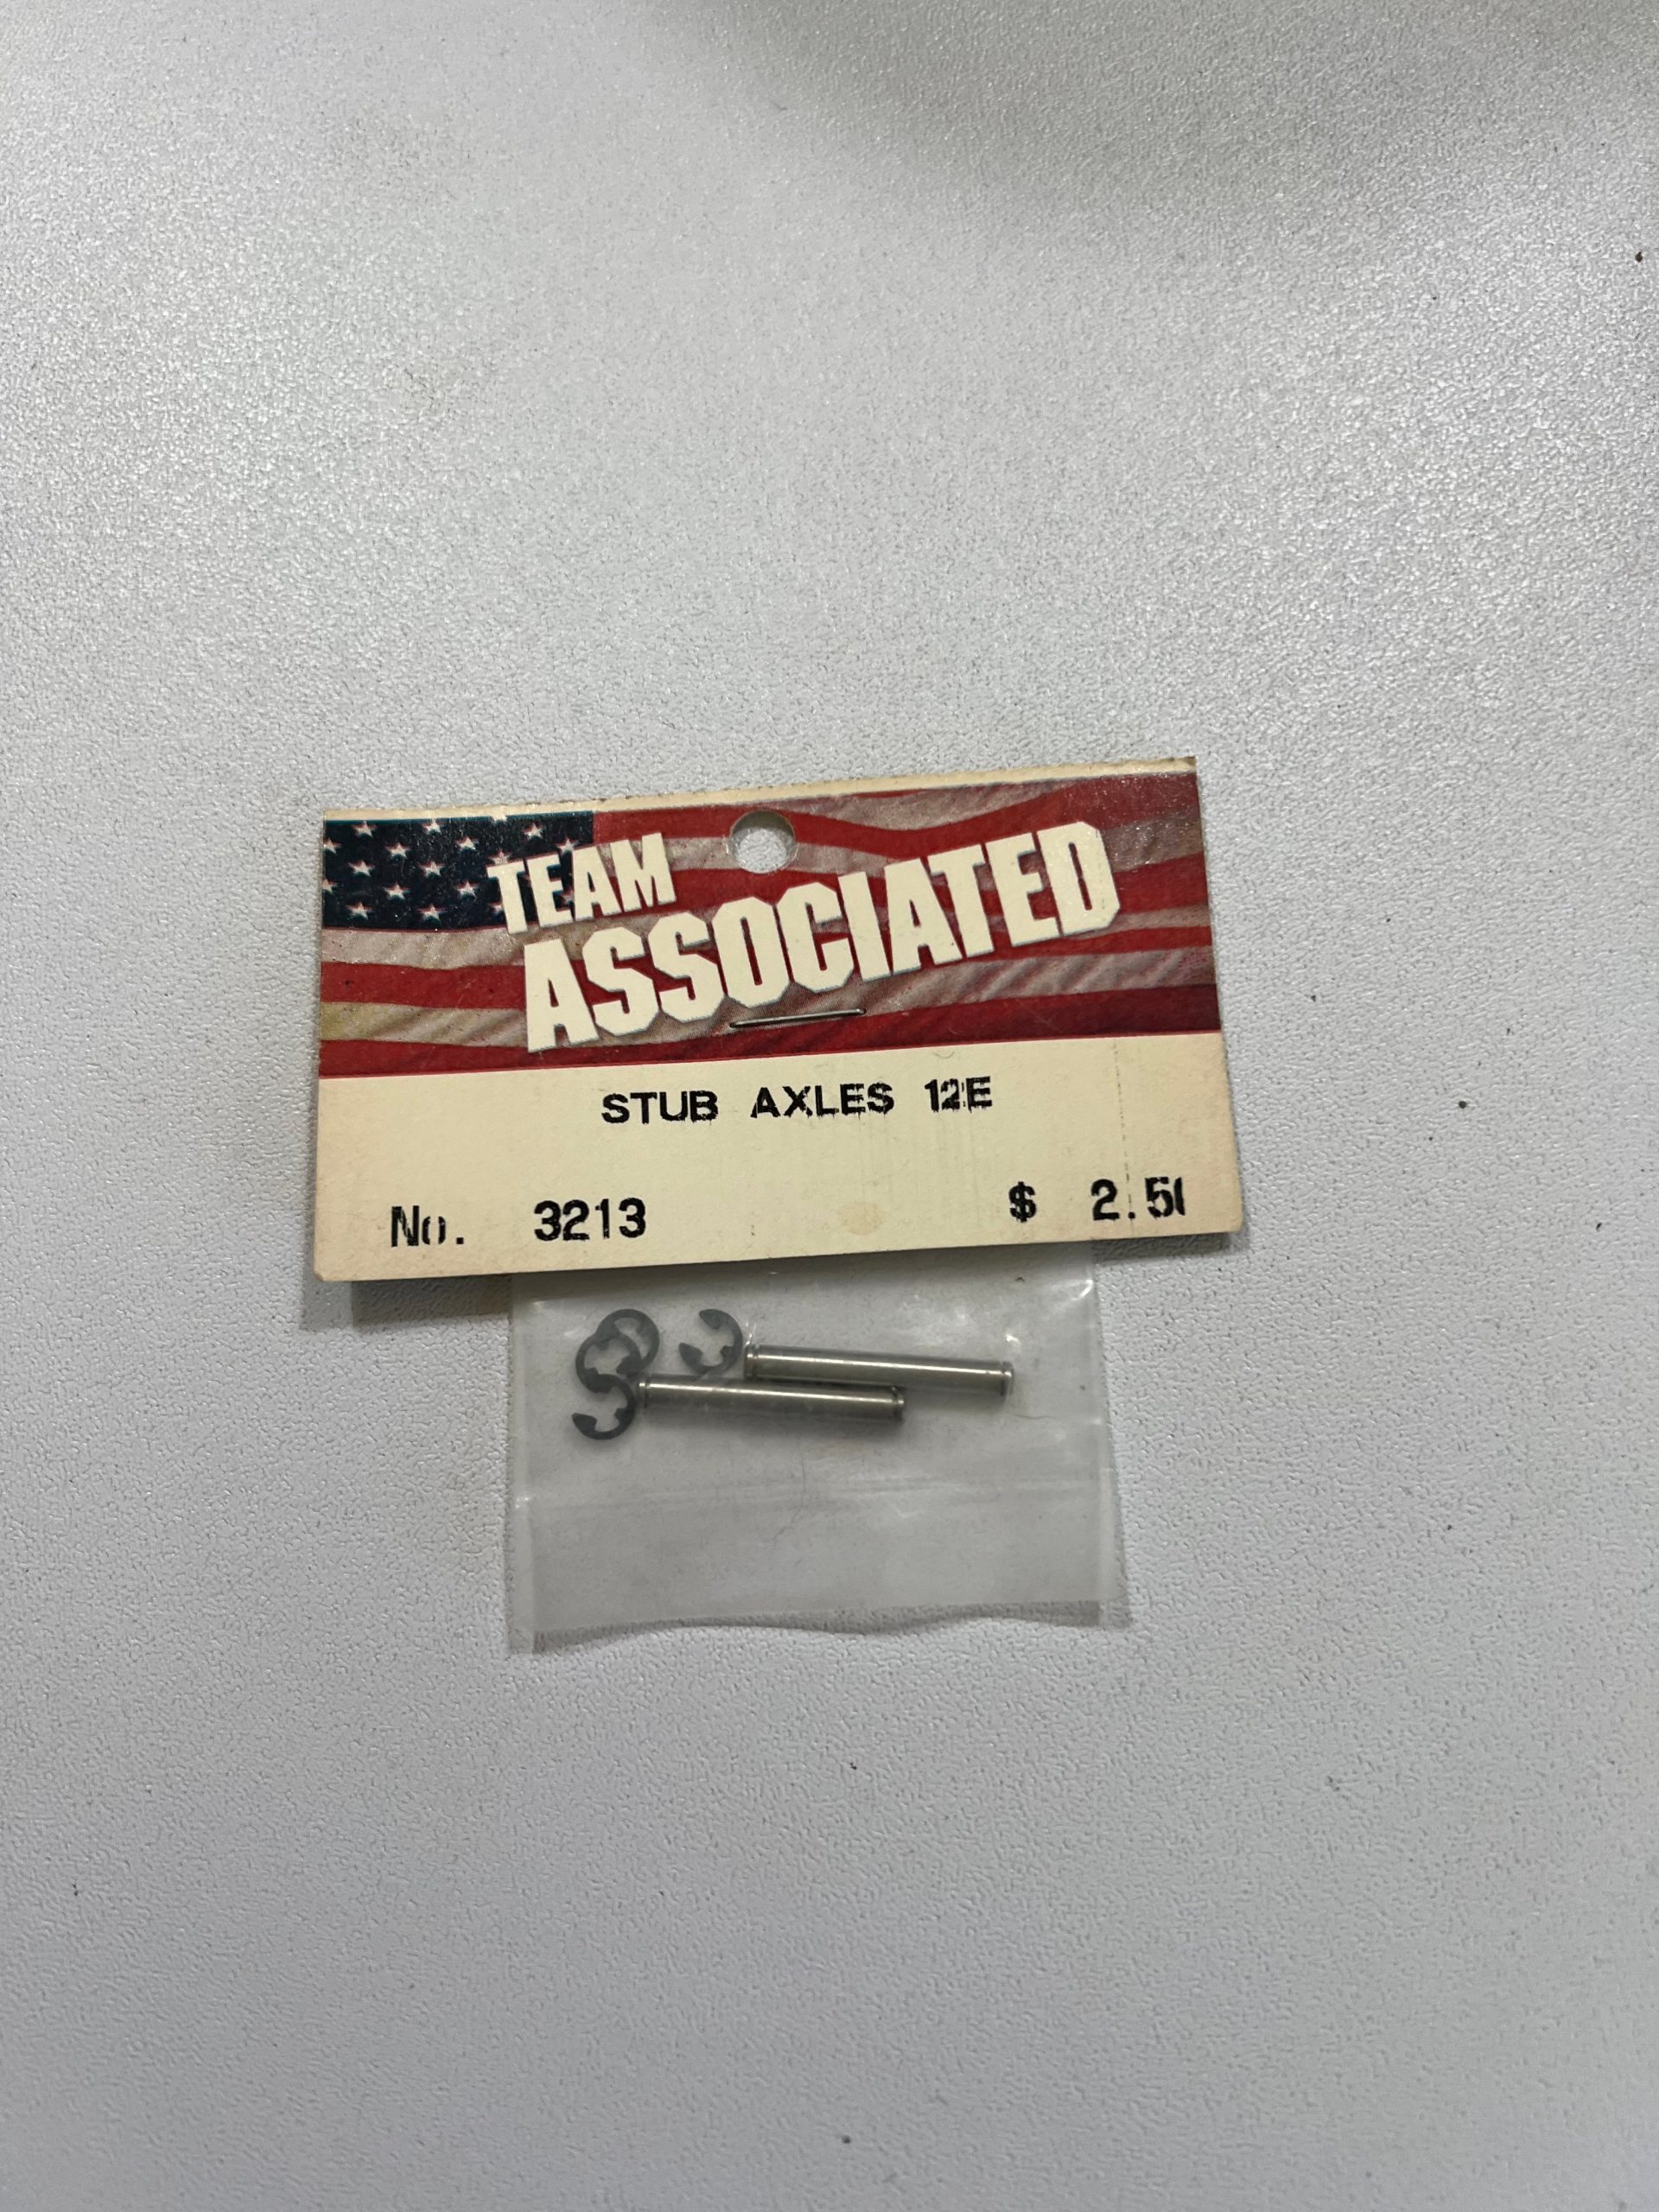 TEAM
ASSOCIATED
STUB AXLES 12E
No. 3213 $ 2.50